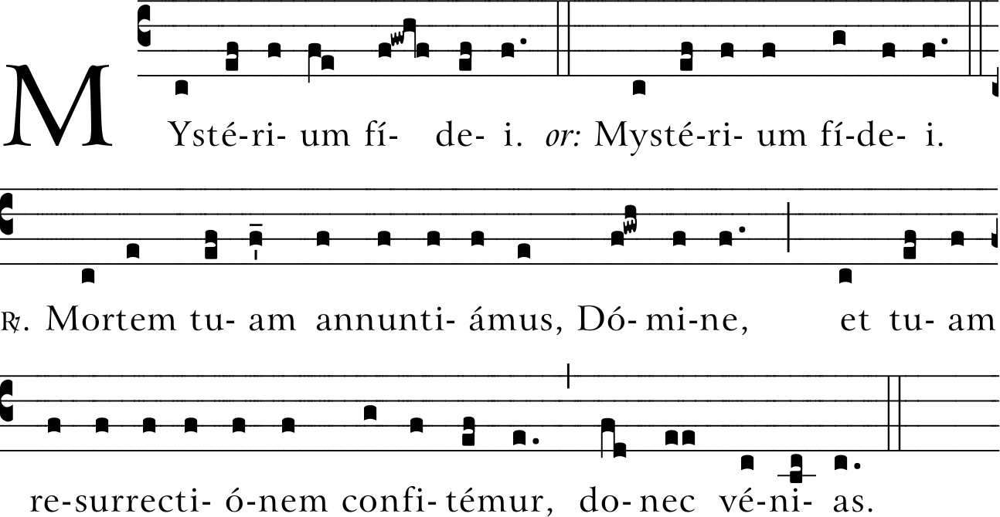 MYsté-ri- um fí- de- i. or: Mysté-ri- um fí-de- i.
℟. Mortem tu- am annunti- ámus, Dó- mi-ne, et tu- am
re-surrecti- ó-nem confi- témur, do- nec vé-ni- as.